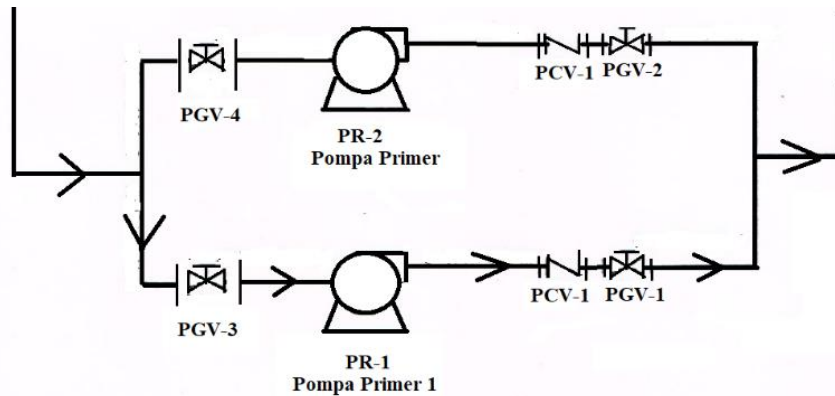 PGV-4
PCV-1
PGV-2
PR-2
Pompa Primer
PGV-3
PCV-1
PGV-1
PR-1
Pompa Primer 1